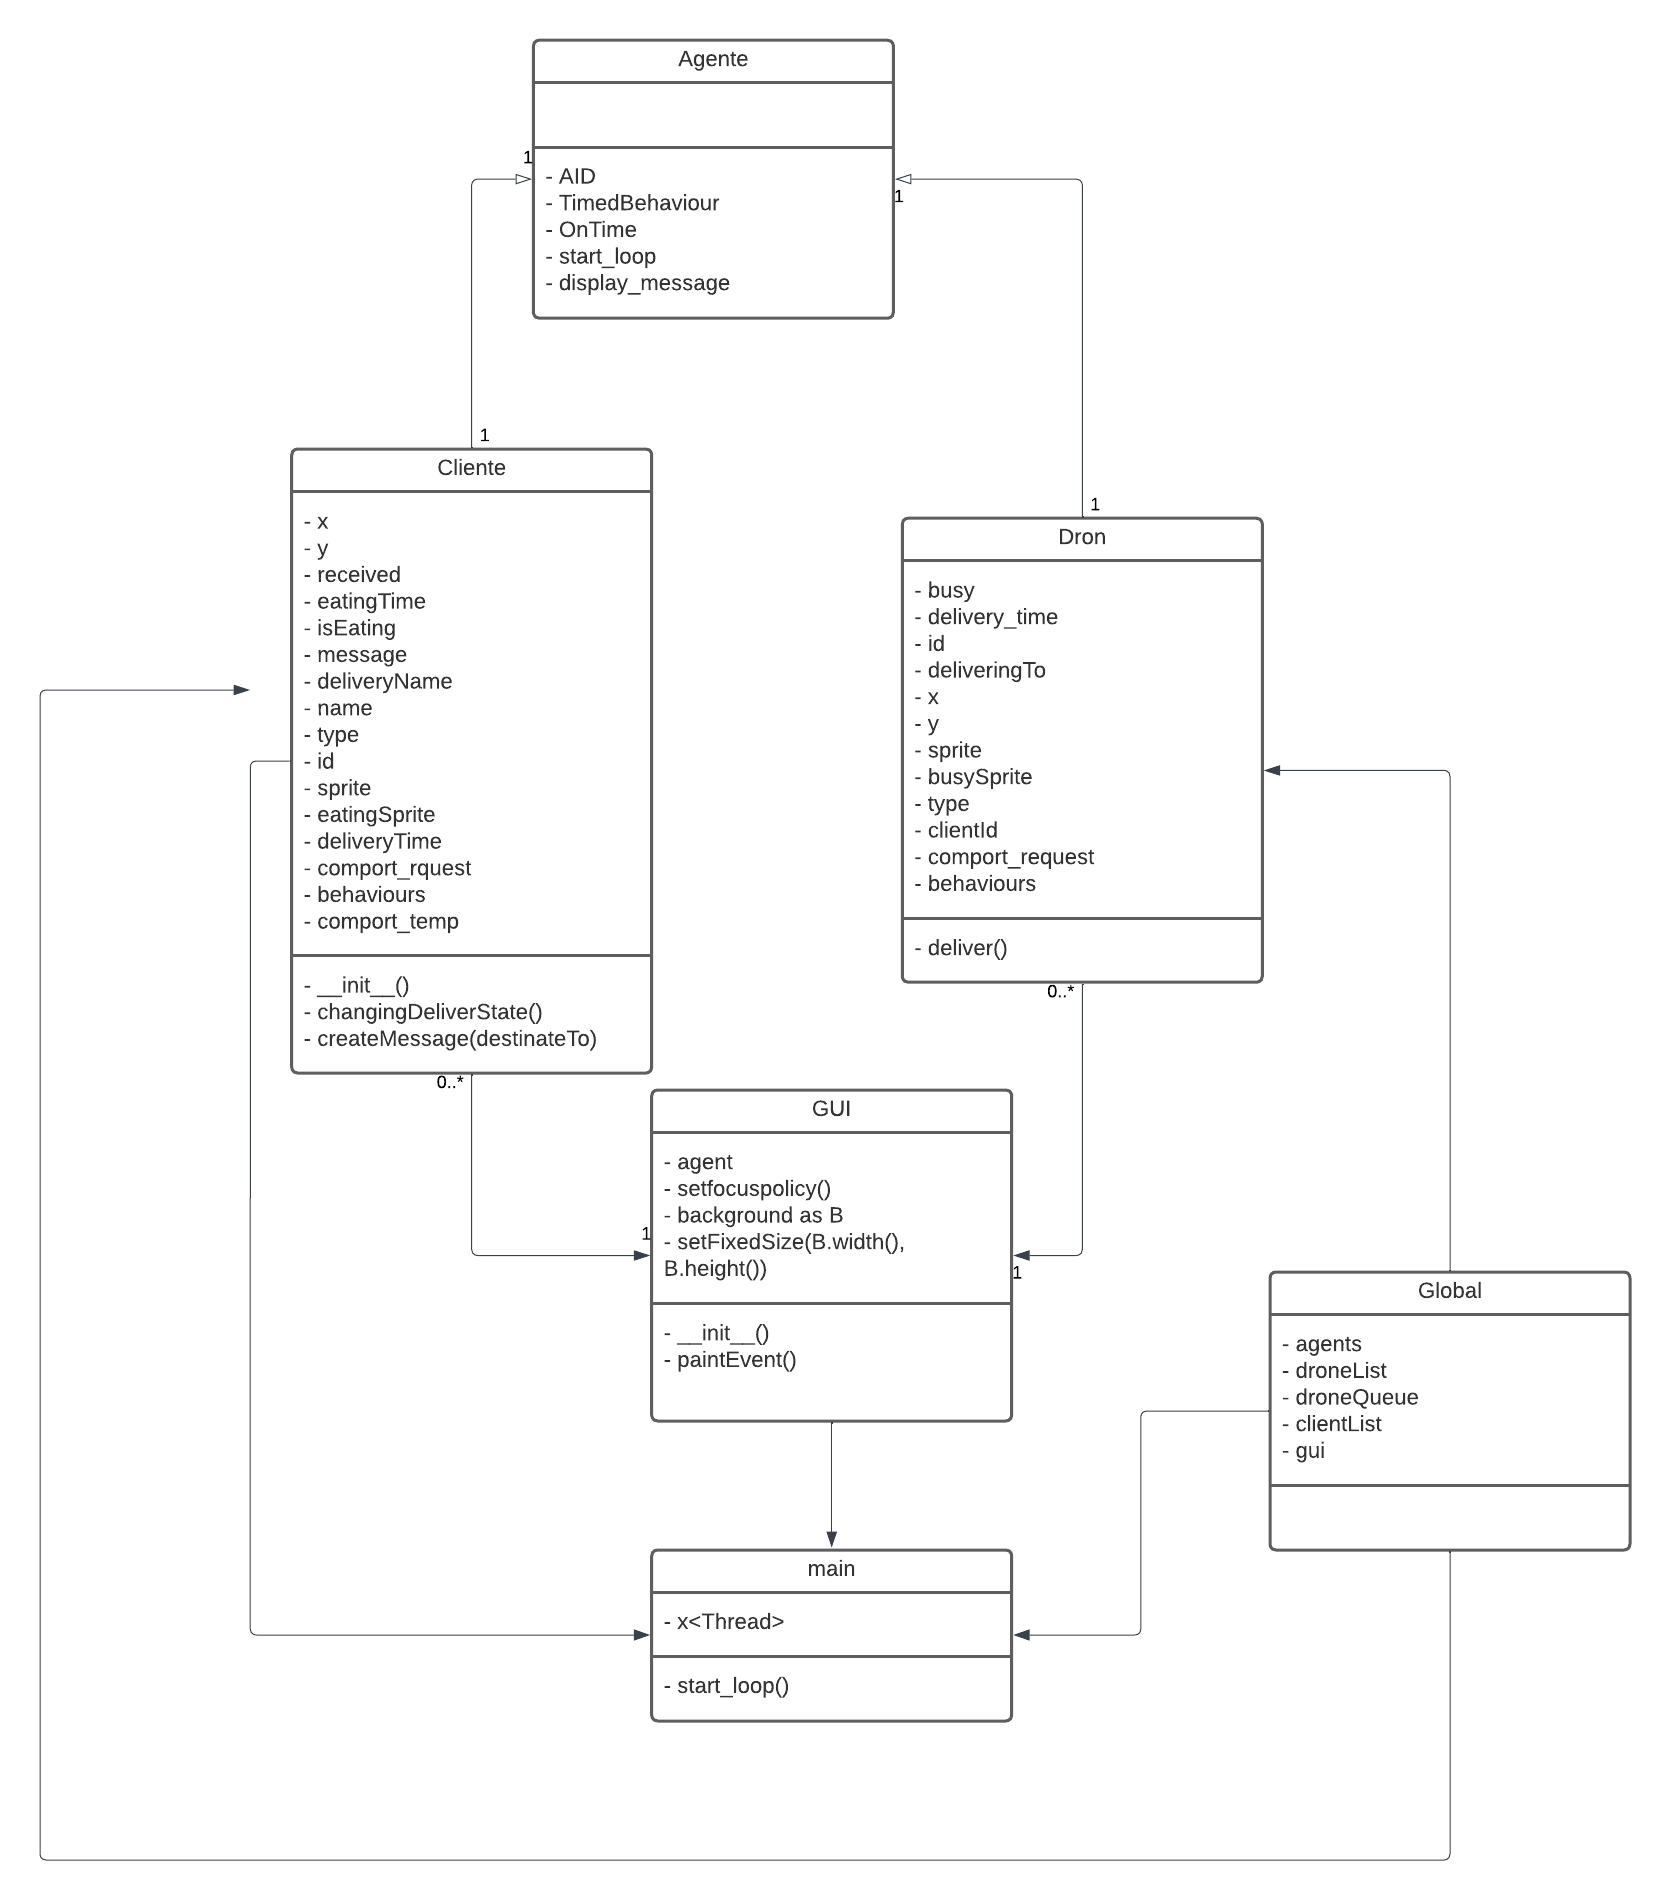 Agente
1
- AID
- TimedBehaviour
- OnTime
- start_loop
- display_message
1
1
Cliente
- x
- y
- received
- eatingTime
- isEating
- message
- deliveryName
- name
- type
- id
- sprite
- eatingSprite
- deliveryTime
- comport_rquest
- behaviours
- comport_temp
- __init__()
- changingDeliverState()
- createMessage(destinateTo)
0..*
1
Dron
- busy
- delivery_time
- id
- deliveringTo
- x
- y
- sprite
- busySprite
- type
- clientId
- comport_request
- behaviours
- deliver()
0..*
GUI
- agent
- setfocuspolicy()
- background as B
- setFixedSize(B.width(),
B.height())
1
1
- __init__()
- paintEvent()
Global
- agents
- droneList
- droneQueue
- clientList
- gui
main
- x<Thread>
- start_loop()